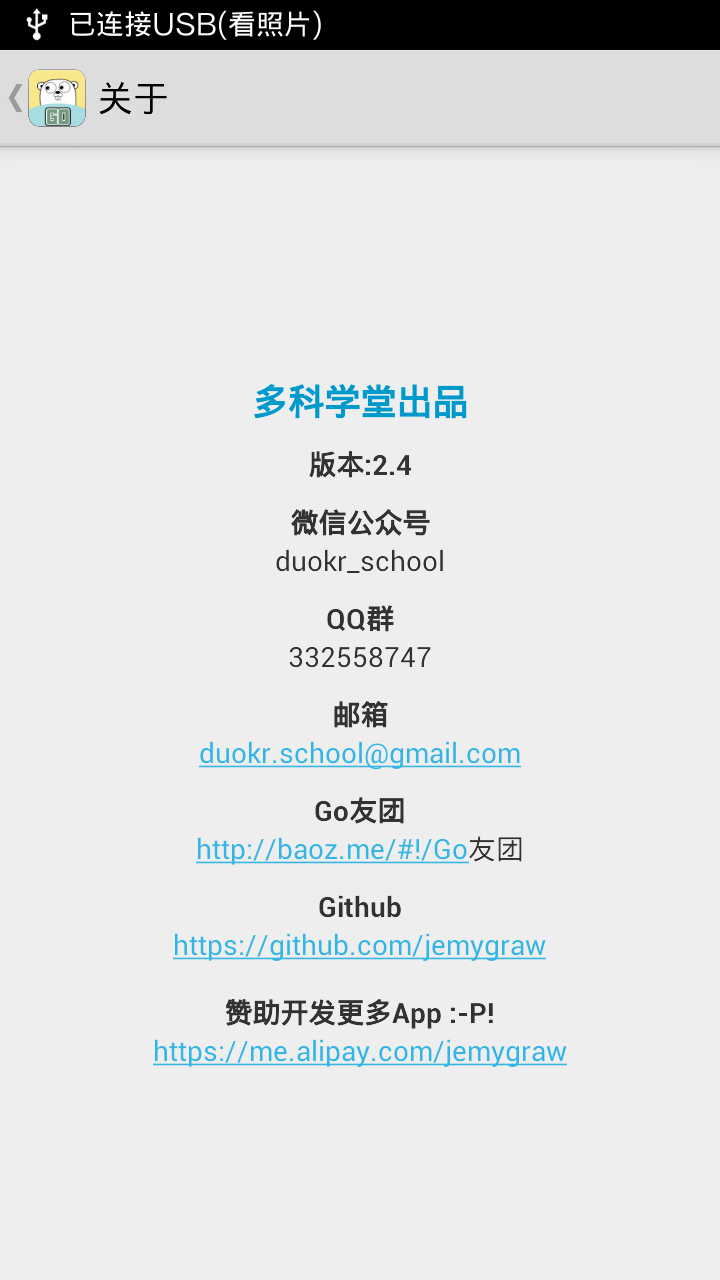 已连接USB(看照片)
GO
关于
多科学堂出品
版本:2.4
微信公众号
duokr_school
QQ群
332558747
邮箱
duokr.school@gmail.com
Go友团
http://baoz.me/#!/Go友团
Github
https://github.com/jemygraw
赞助开发更多App :-P!
https://me.alipay.com/jemygraw